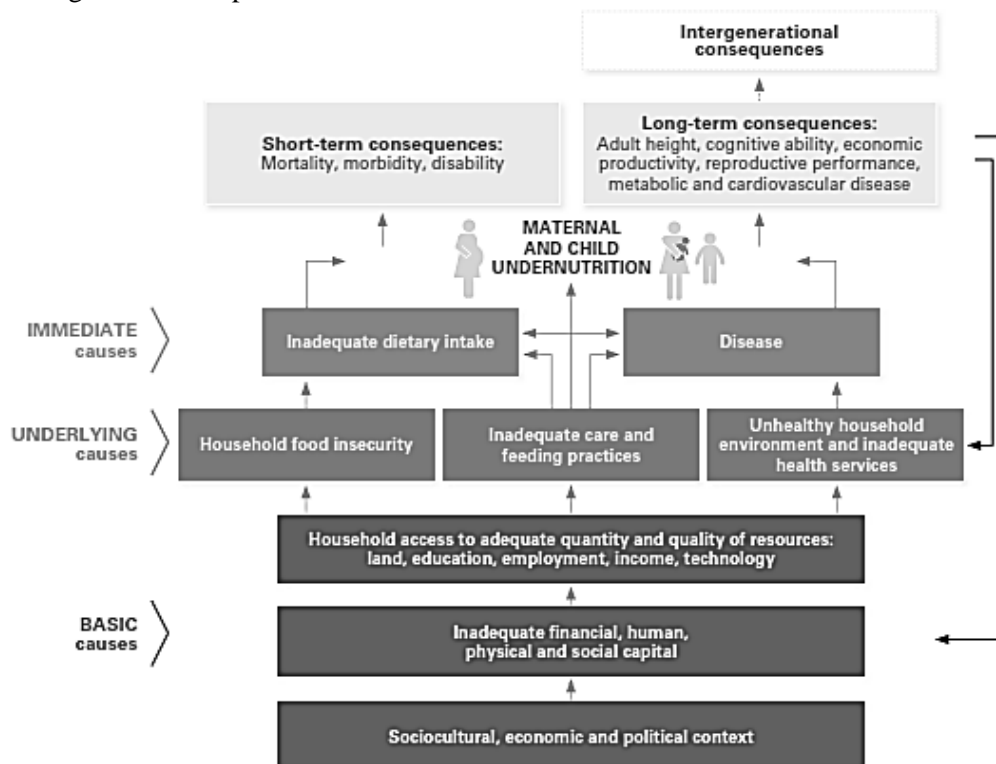 Intergenerational
consequences
Short-term consequences:
Mortality, morbidity, disability
Long-term consequences:
Adult height, cognitive ability, economic
productivity, reproductive performance,
metabolic and cardiovascular disease
MATERNAL
AND CHILD
UNDERNUTRITION
IMMEDIATE
causes
Inadequate dietary intake
Disease
UNDERLYING
causes
Household food insecurity
Inadequate care and
feeding practices
Unhealthy household
environment and inadequate
health services
Household access to adequate quantity and quality of resources:
land, education, employment, income, technology
BASIC
causes
Inadequate financial, human,
physical and social capital
Sociocultural, economic and political context